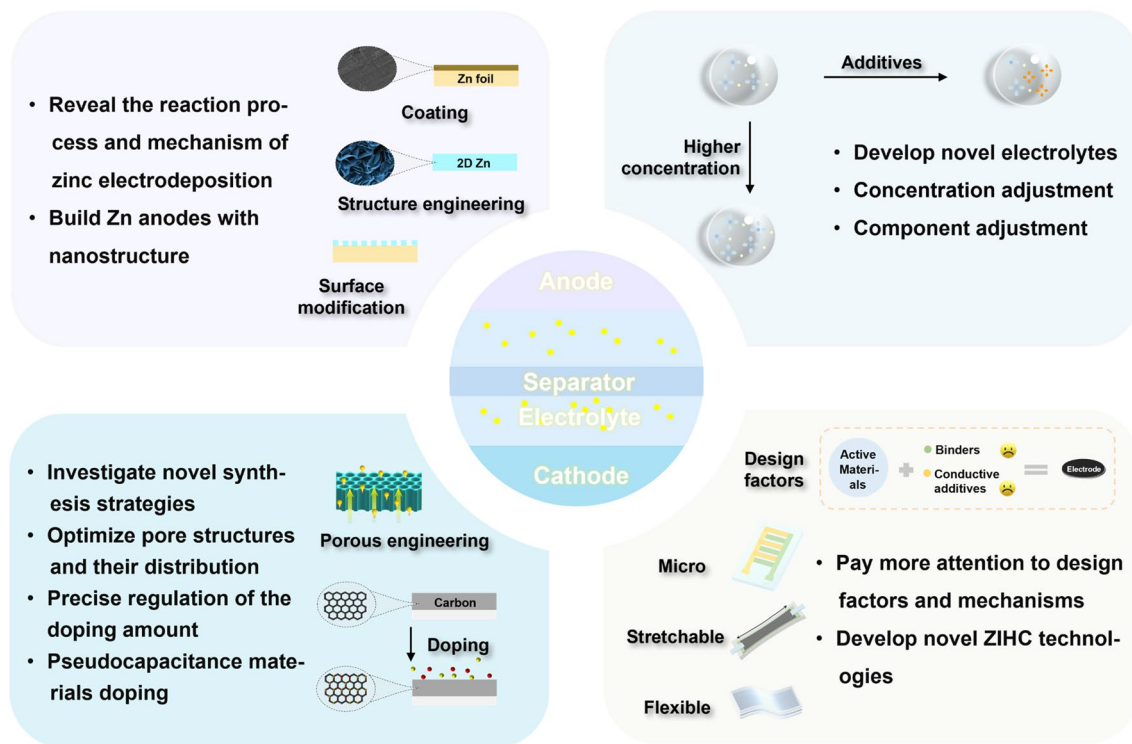 • Reveal the reaction pro-
cess and mechanism of
zinc electrodeposition
• Build Zn anodes with
nanostructure
Zn foil
Coating
2D Zn
Structure engineering
Surface
modification
Additives
Higher
concentration
• Develop novel electrolytes
• Concentration adjustment
• Component adjustment
Anode
Separator
Electrolyte
Cathode
• Investigate novel synth-
esis strategies
• Optimize pore structures
and their distribution
• Precise regulation of the
doping amount
• Pseudocapacitance mate-
rials doping
Porous engineering
Carbon
Doping
Design
factors
Active
Materi-
als
Binders
Conductive
additives
Electrode
Micro
Stretchable
Flexible
• Pay more attention to design
factors and mechanisms
• Develop novel ZIHC technol-
ogies